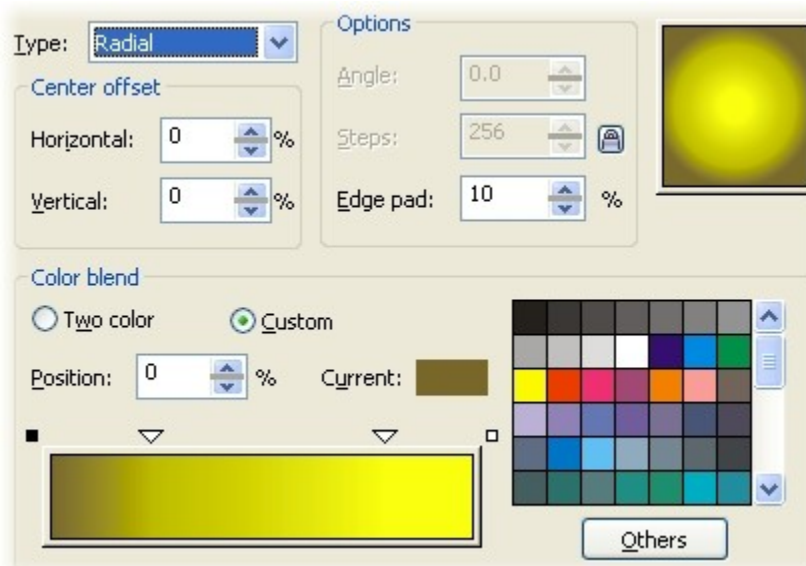 Type: Radial
Options
Center offset
Angle: 0.0
Horizontal: 0 %
Steps: 256
Vertical: 0 %
Edge pad: 10 %
Color blend
Two color Custom
Position: 0 % Current:
Others